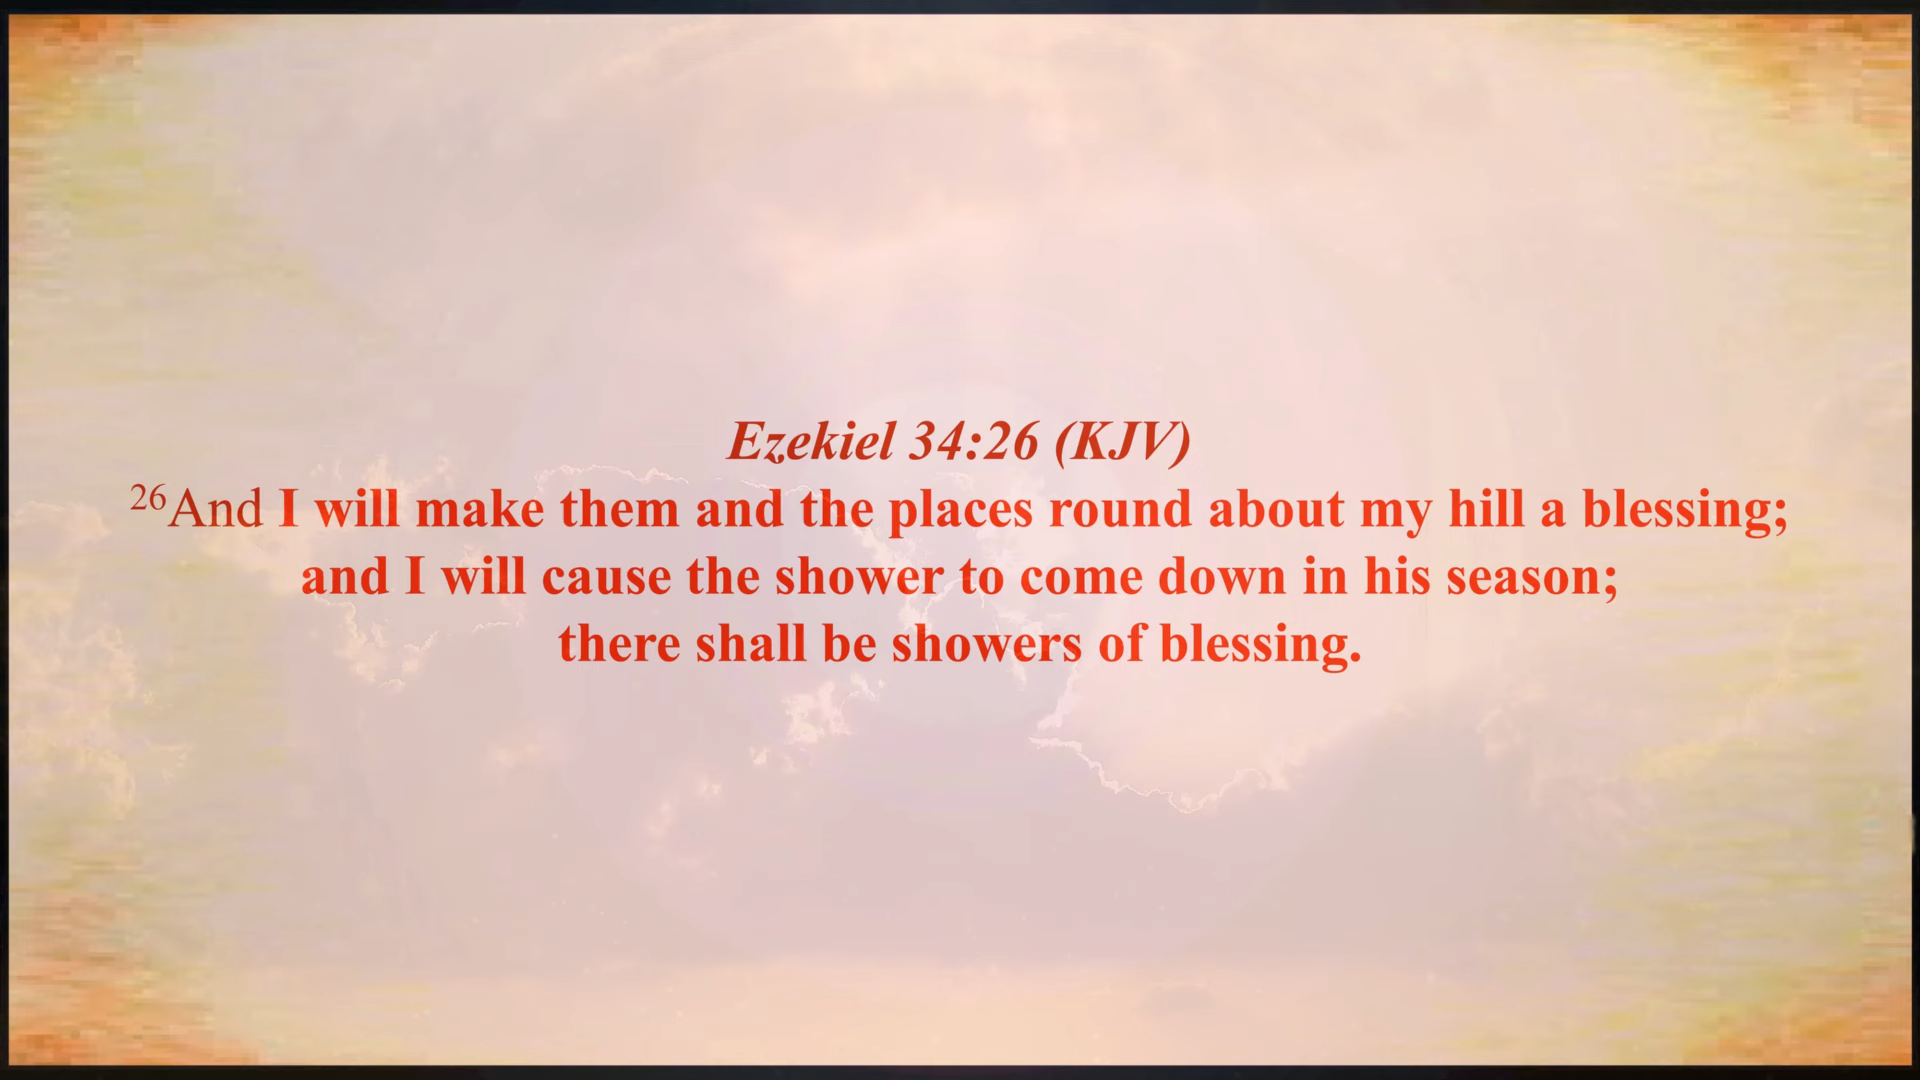 Ezekiel 34:26 (KJV)
26And I will make them and the places round about my hill a blessing;
and I will cause the shower to come down in his season;
there shall be showers of blessing.